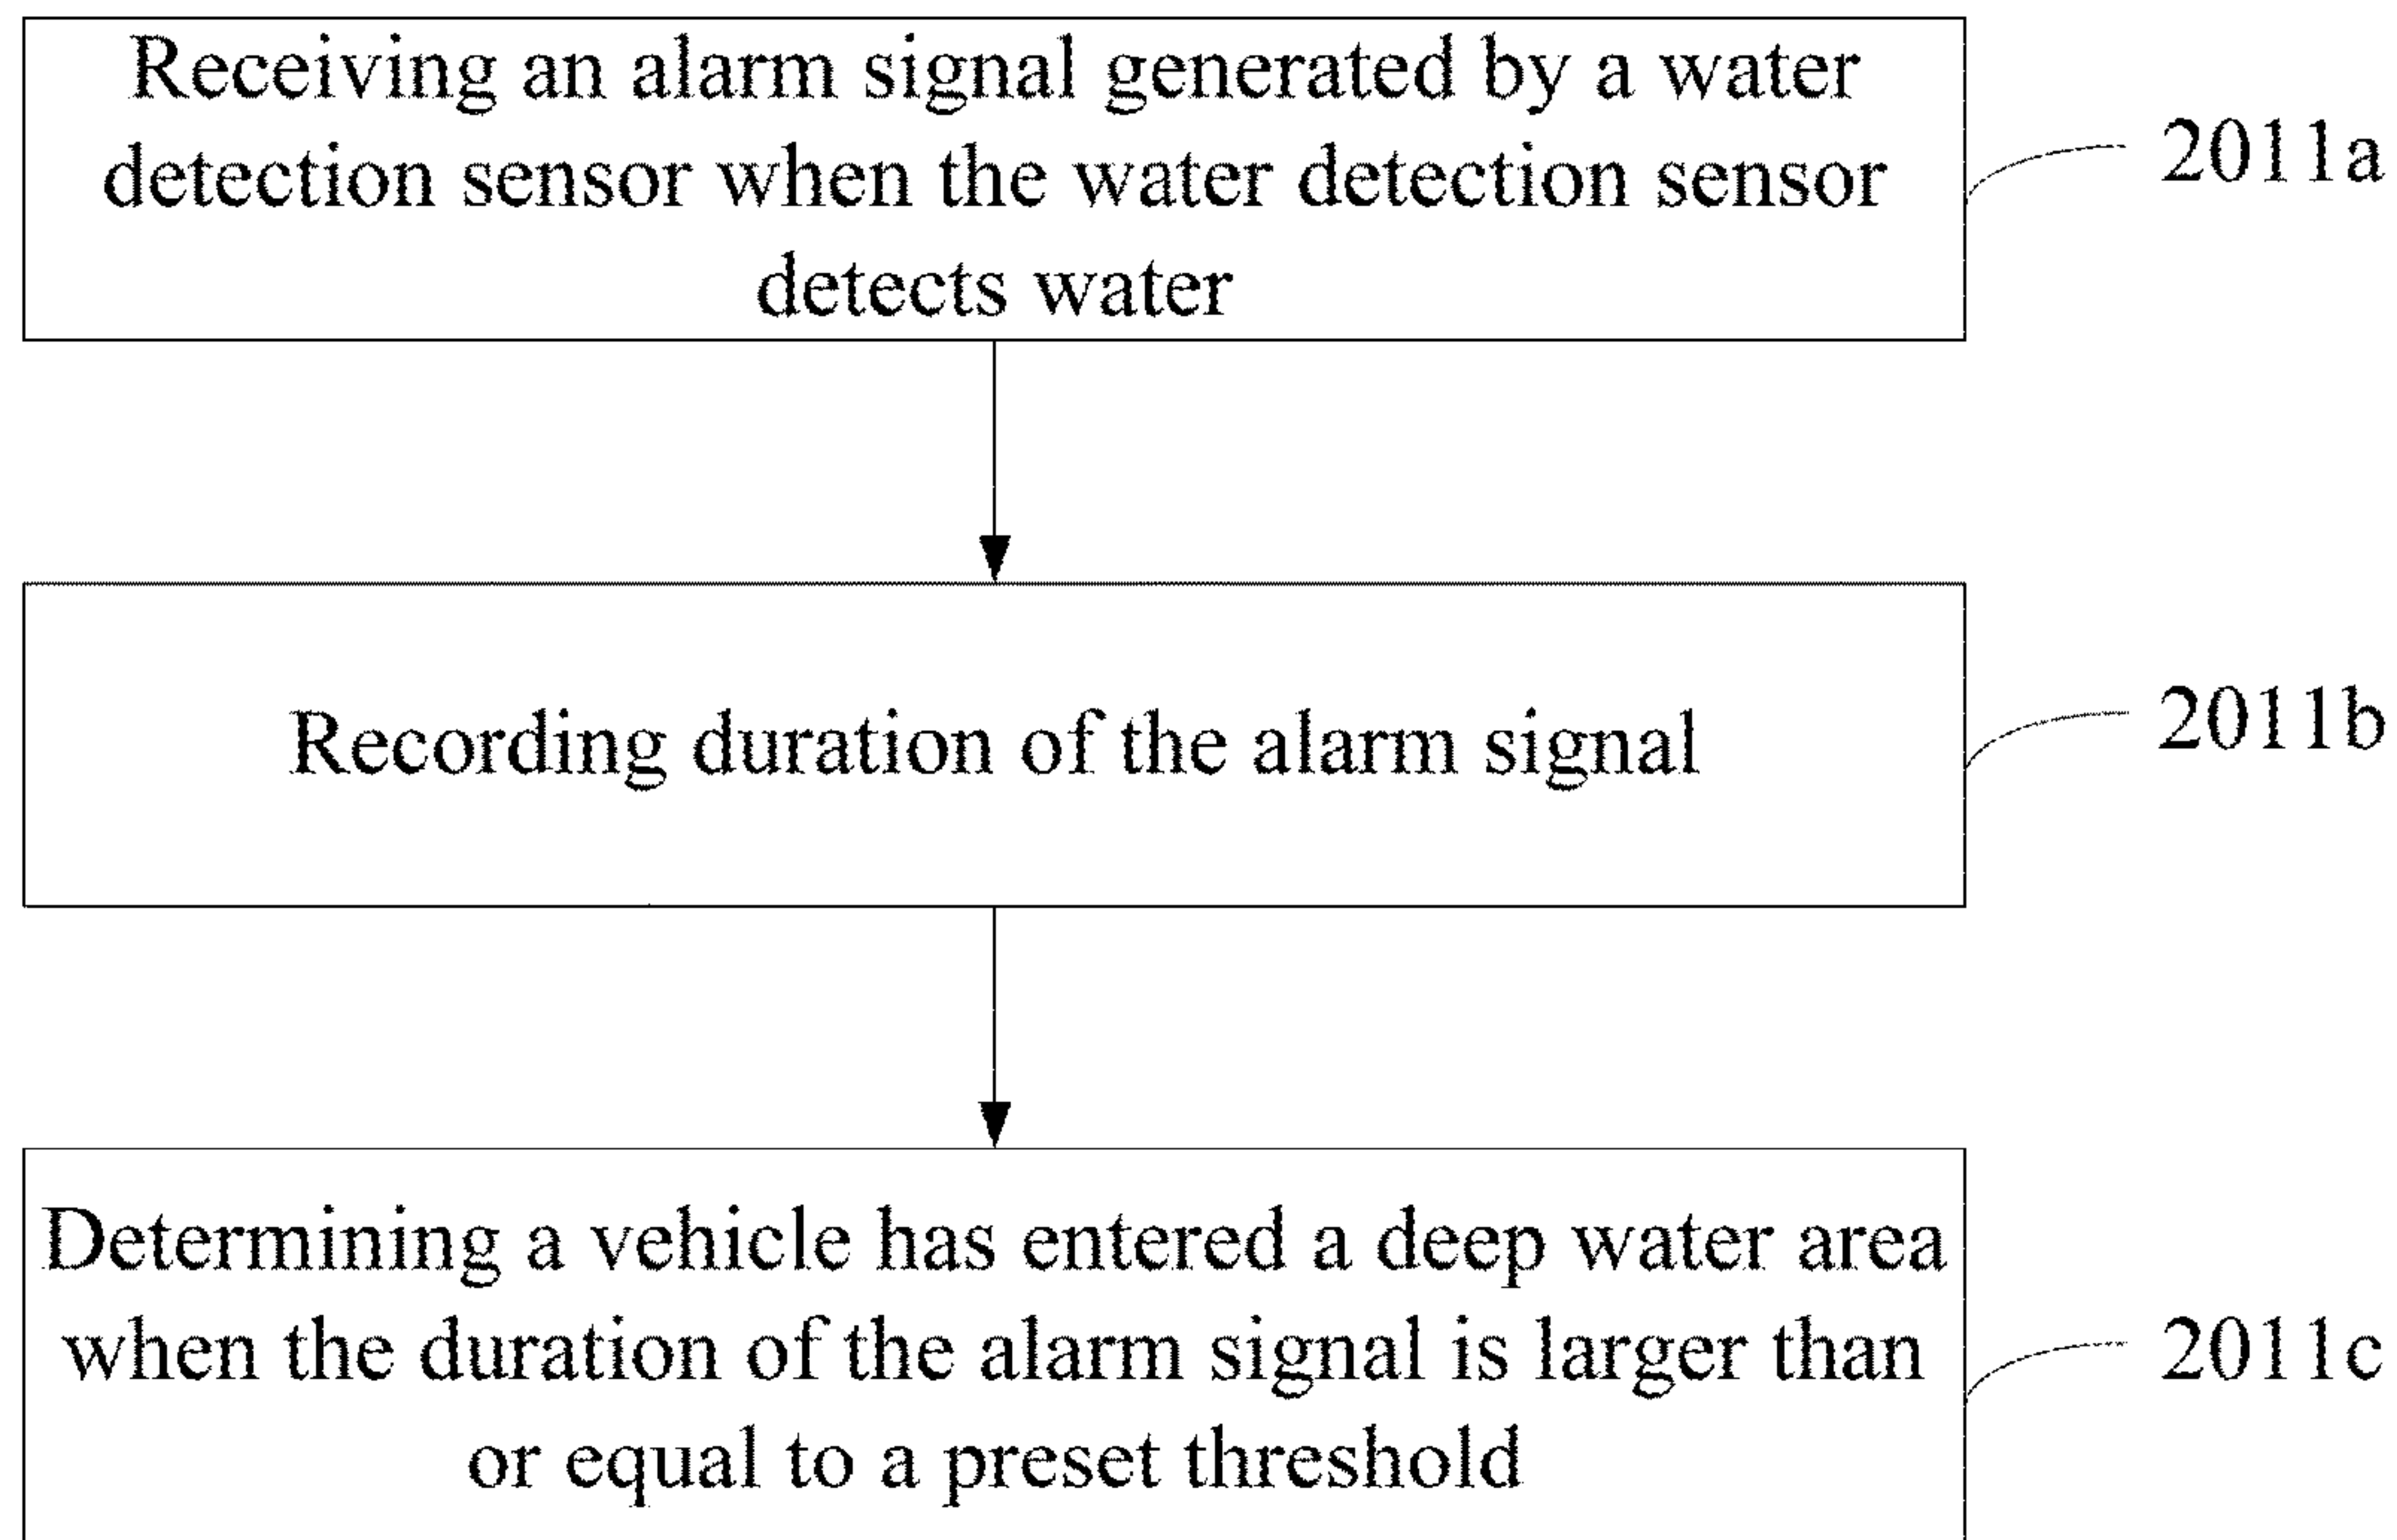 Receiving an alarm signal generated by a water
detection sensor when the water detection sensor
detects water
2011a
Recording duration of the alarm signal
2011b
Determining a vehicle has entered a deep water area
when the duration of the alarm signal is larger than
or equal to a preset threshold
2011c